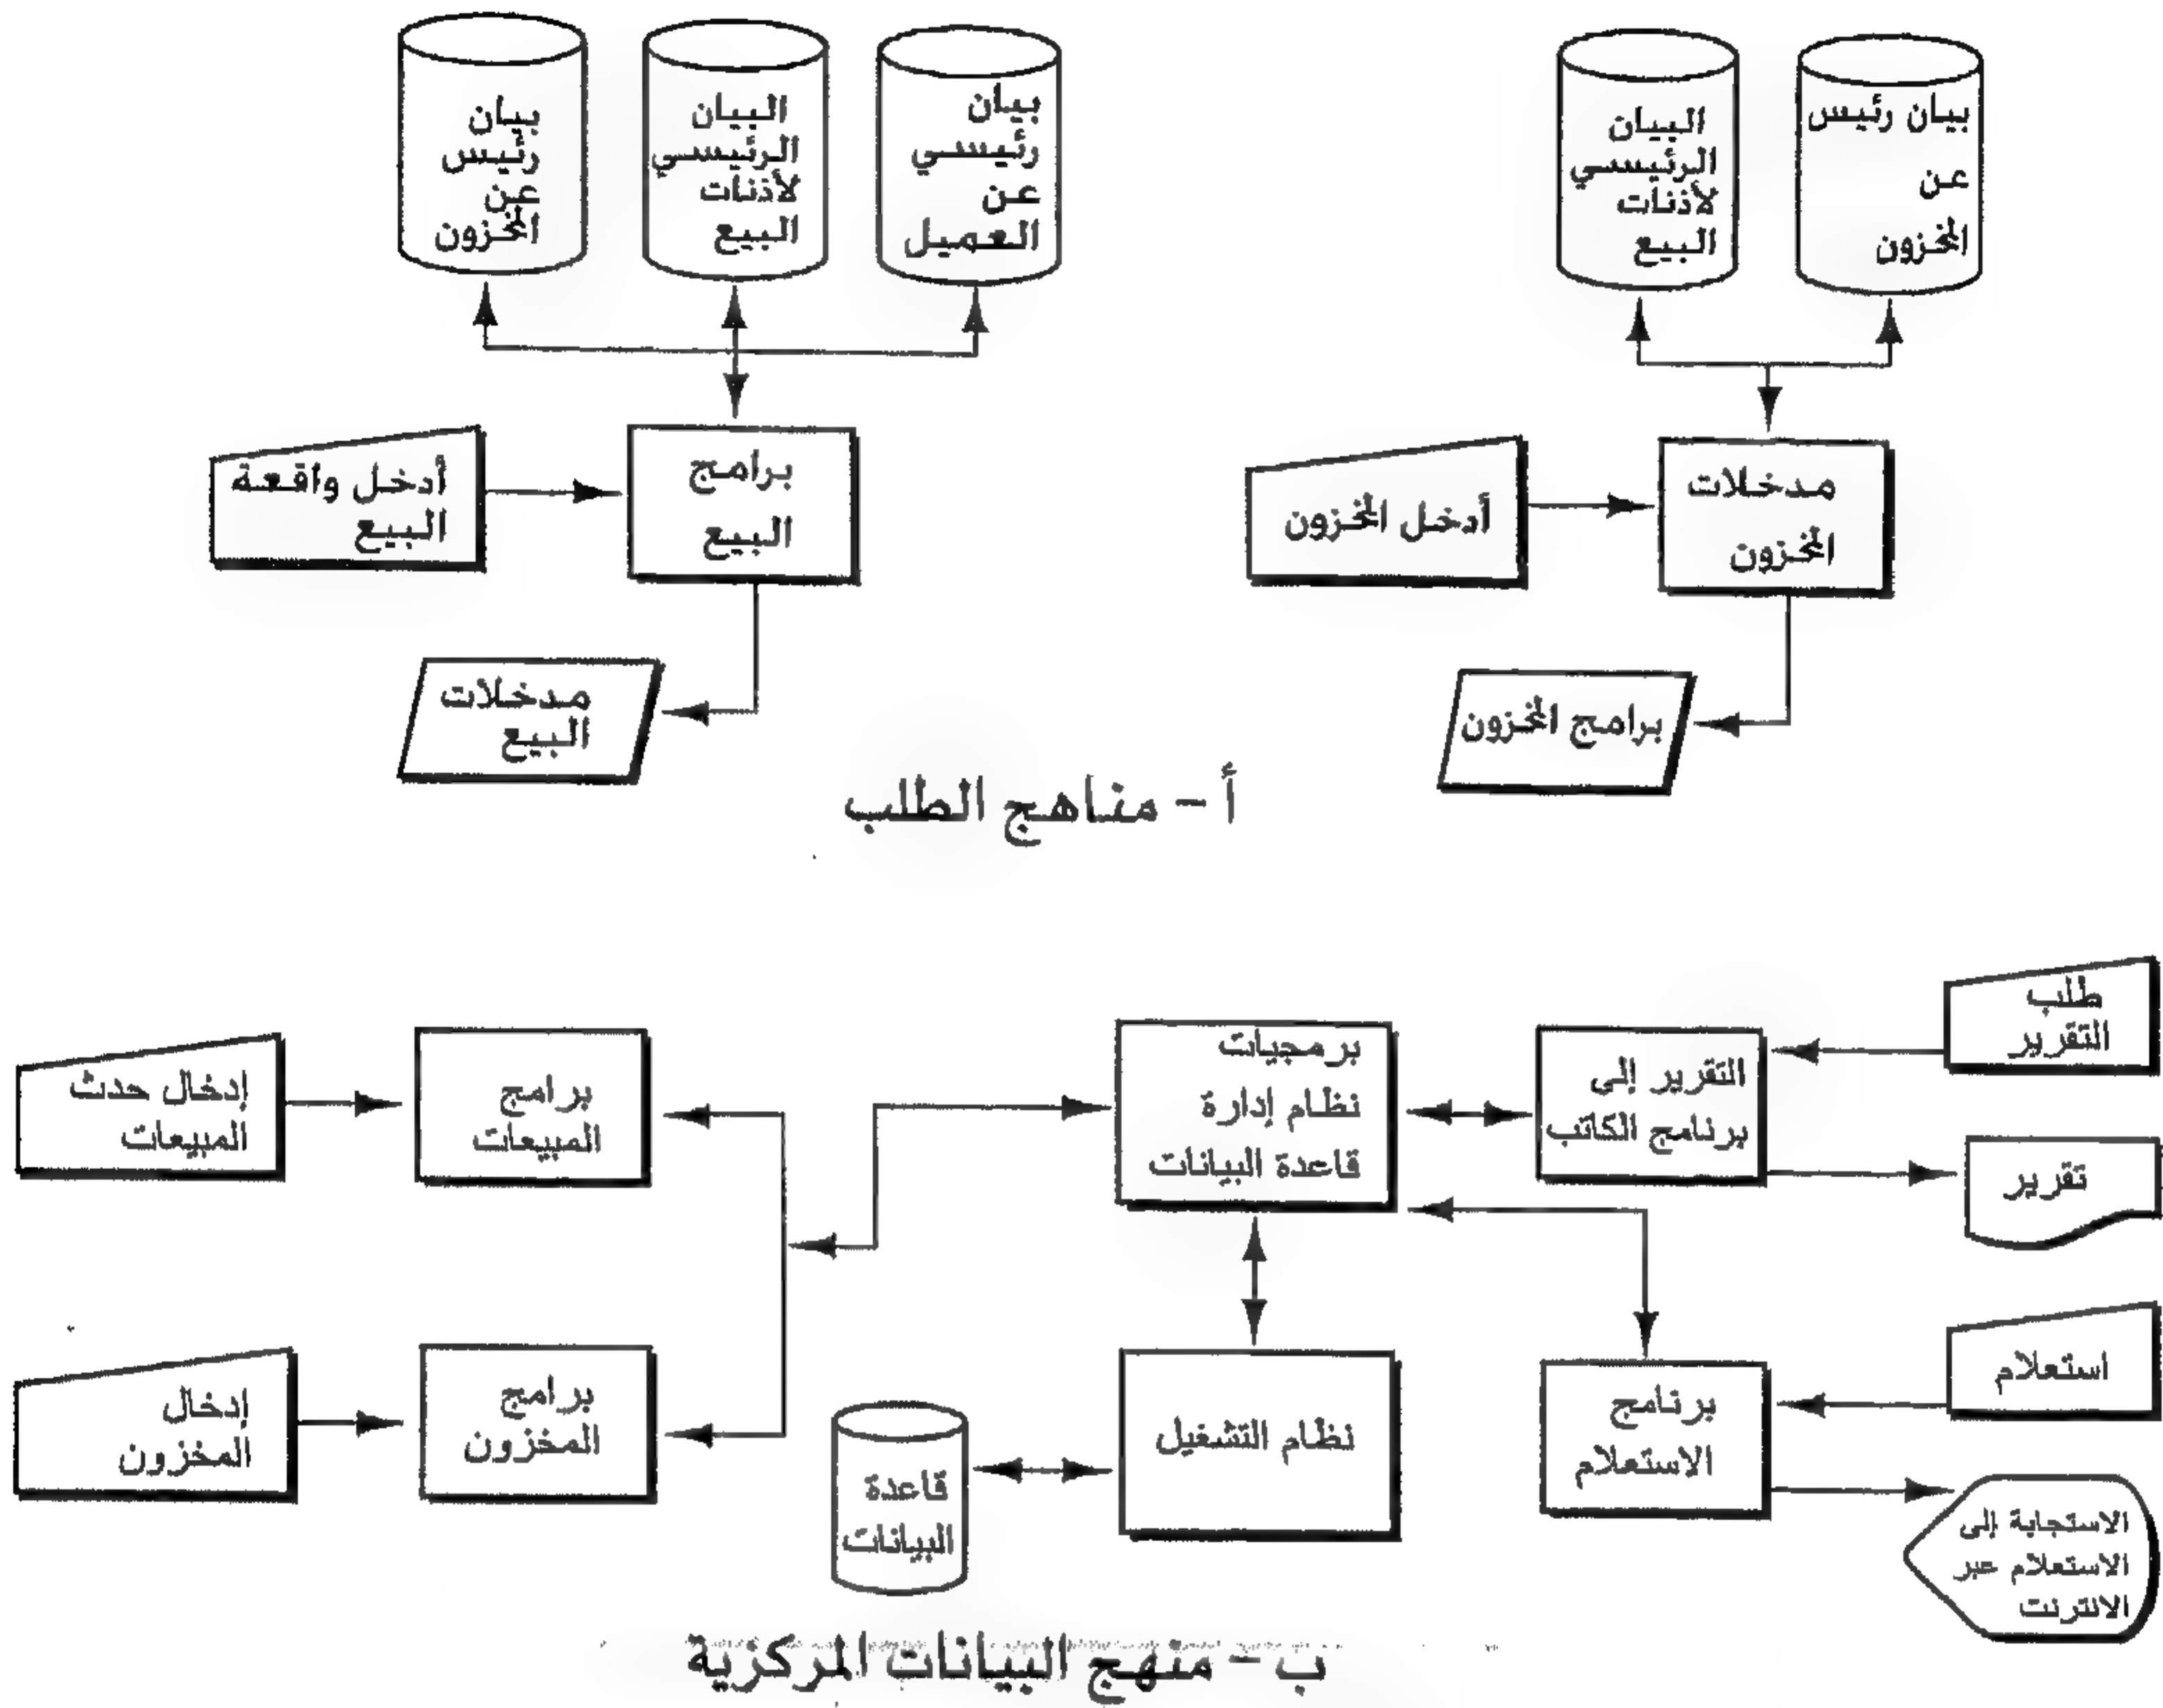 بيان رئيس
عن
المخزون
البيان
الرئيسي
لأذنات
البيع
بيان
رئيسي
عن
العميل
البيان
الرئيسي
لأذنات
البيع
بيان
رئيس
عن
المخزون
مدخلات
المخزون
أدخل المخزون
برامج
البيع
أدخل واقعة
البيع
برامج المخزون
مدخلات
البيع
أ - مناهج الطلب
طلب
التقرير
التقرير إلى
برنامج الكاتب
برمجيات
نظام إدارة
قاعدة البيانات
برامج
المبيعات
إدخال حدث
المبيعات
تقرير
استعلام
برنامج
الاستعلام
نظام التشغيل
قاعدة
البيانات
برامج
المخزون
إدخال
المخزون
الاستجابة إلى
الاستعلام عبر
الانترنت
ب - منهج البيانات المركزية